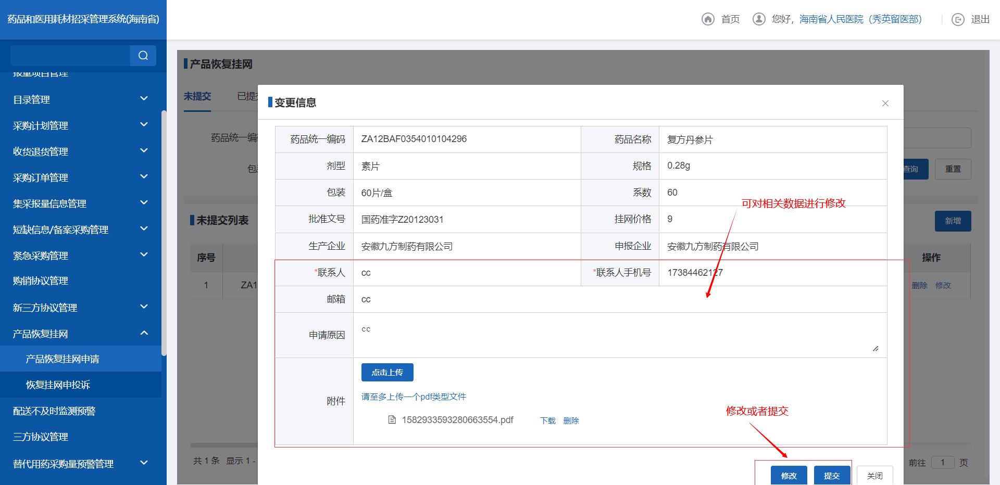 药品和医用耗材招采管理系统(海南省)
首页
您好，海南省人民医院（秀英留医部）
退出
报量项目管理
目录管理
采购计划管理
收货退货管理
采购订单管理
集采报量信息管理
短缺信息/备案采购管理
紧急采购管理
购销协议管理
新三方协议管理
产品恢复挂网
产品恢复挂网申请
恢复挂网申投诉
配送不及时监测预警
三方协议管理
替代用药采购量预警管理
产品恢复挂网
未提交 已提交
药品统一编码
包装
查询 重置
未提交列表
新增
序号 操作
1 ZA1 删除 修改
共 1 条 显示 1 -
前往 1 页
变更信息
药品统一编码 ZA12BAF0354010104296 药品名称 复方丹参片
剂型 素片 规格 0.28g
包装 60片/盒 系数 60
可对相关数据进行修改
批准文号 国药准字Z20123031 挂网价格 9
生产企业 安徽九方制药有限公司 申报企业 安徽九方制药有限公司
*联系人 cc *联系人手机号 17384462127
邮箱 cc
申请原因 cc
附件 点击上传
请至多上传一个pdf类型文件
1582933593280663554.pdf 下载 删除
修改或者提交
修改 提交 关闭